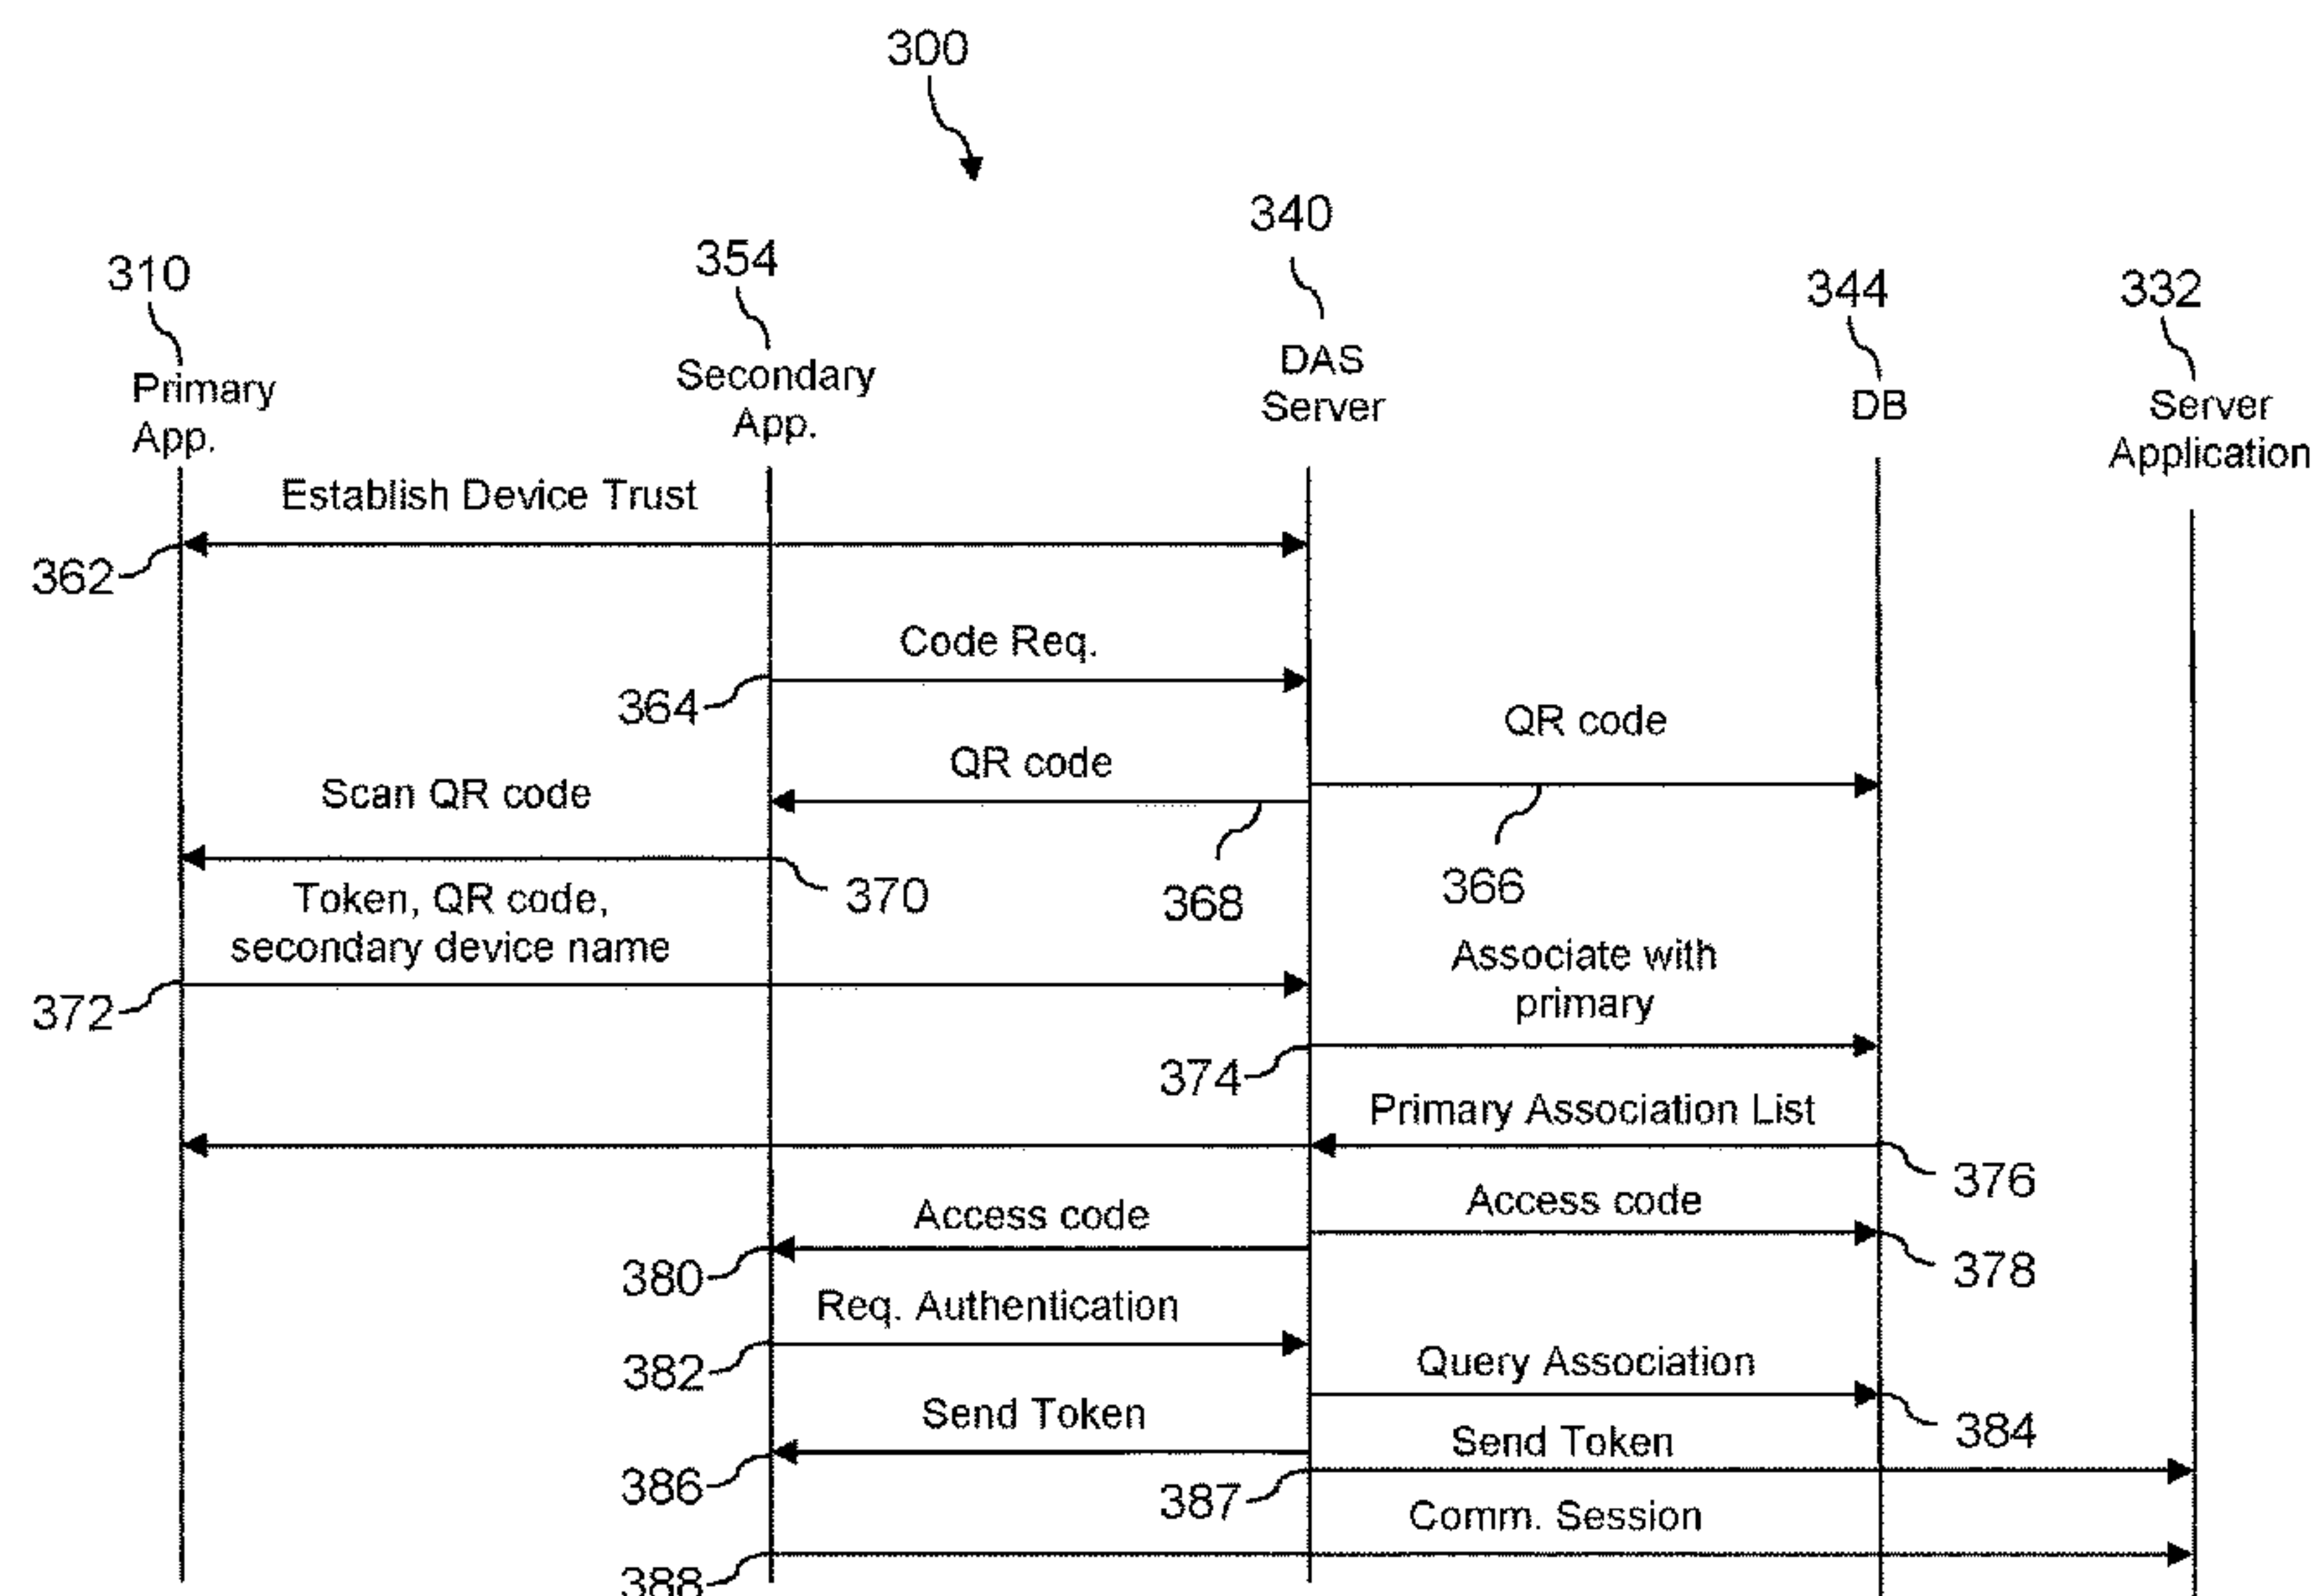 300
340
354
310
344
332
DAS
Server
Secondary
App.
Primary
App.
DB
Server
Application
Establish Device Trust
362
Code Req.
364
QR code
QR code
Scan QR code
366
370
368
Token, QR code,
secondary device name
Associate with
primary
372
374
Primary Association List
376
Access code
Access code
380
378
Req. Authentication
382
Query Association
Send Token
384
Send Token
386
387
Comm. Session
388